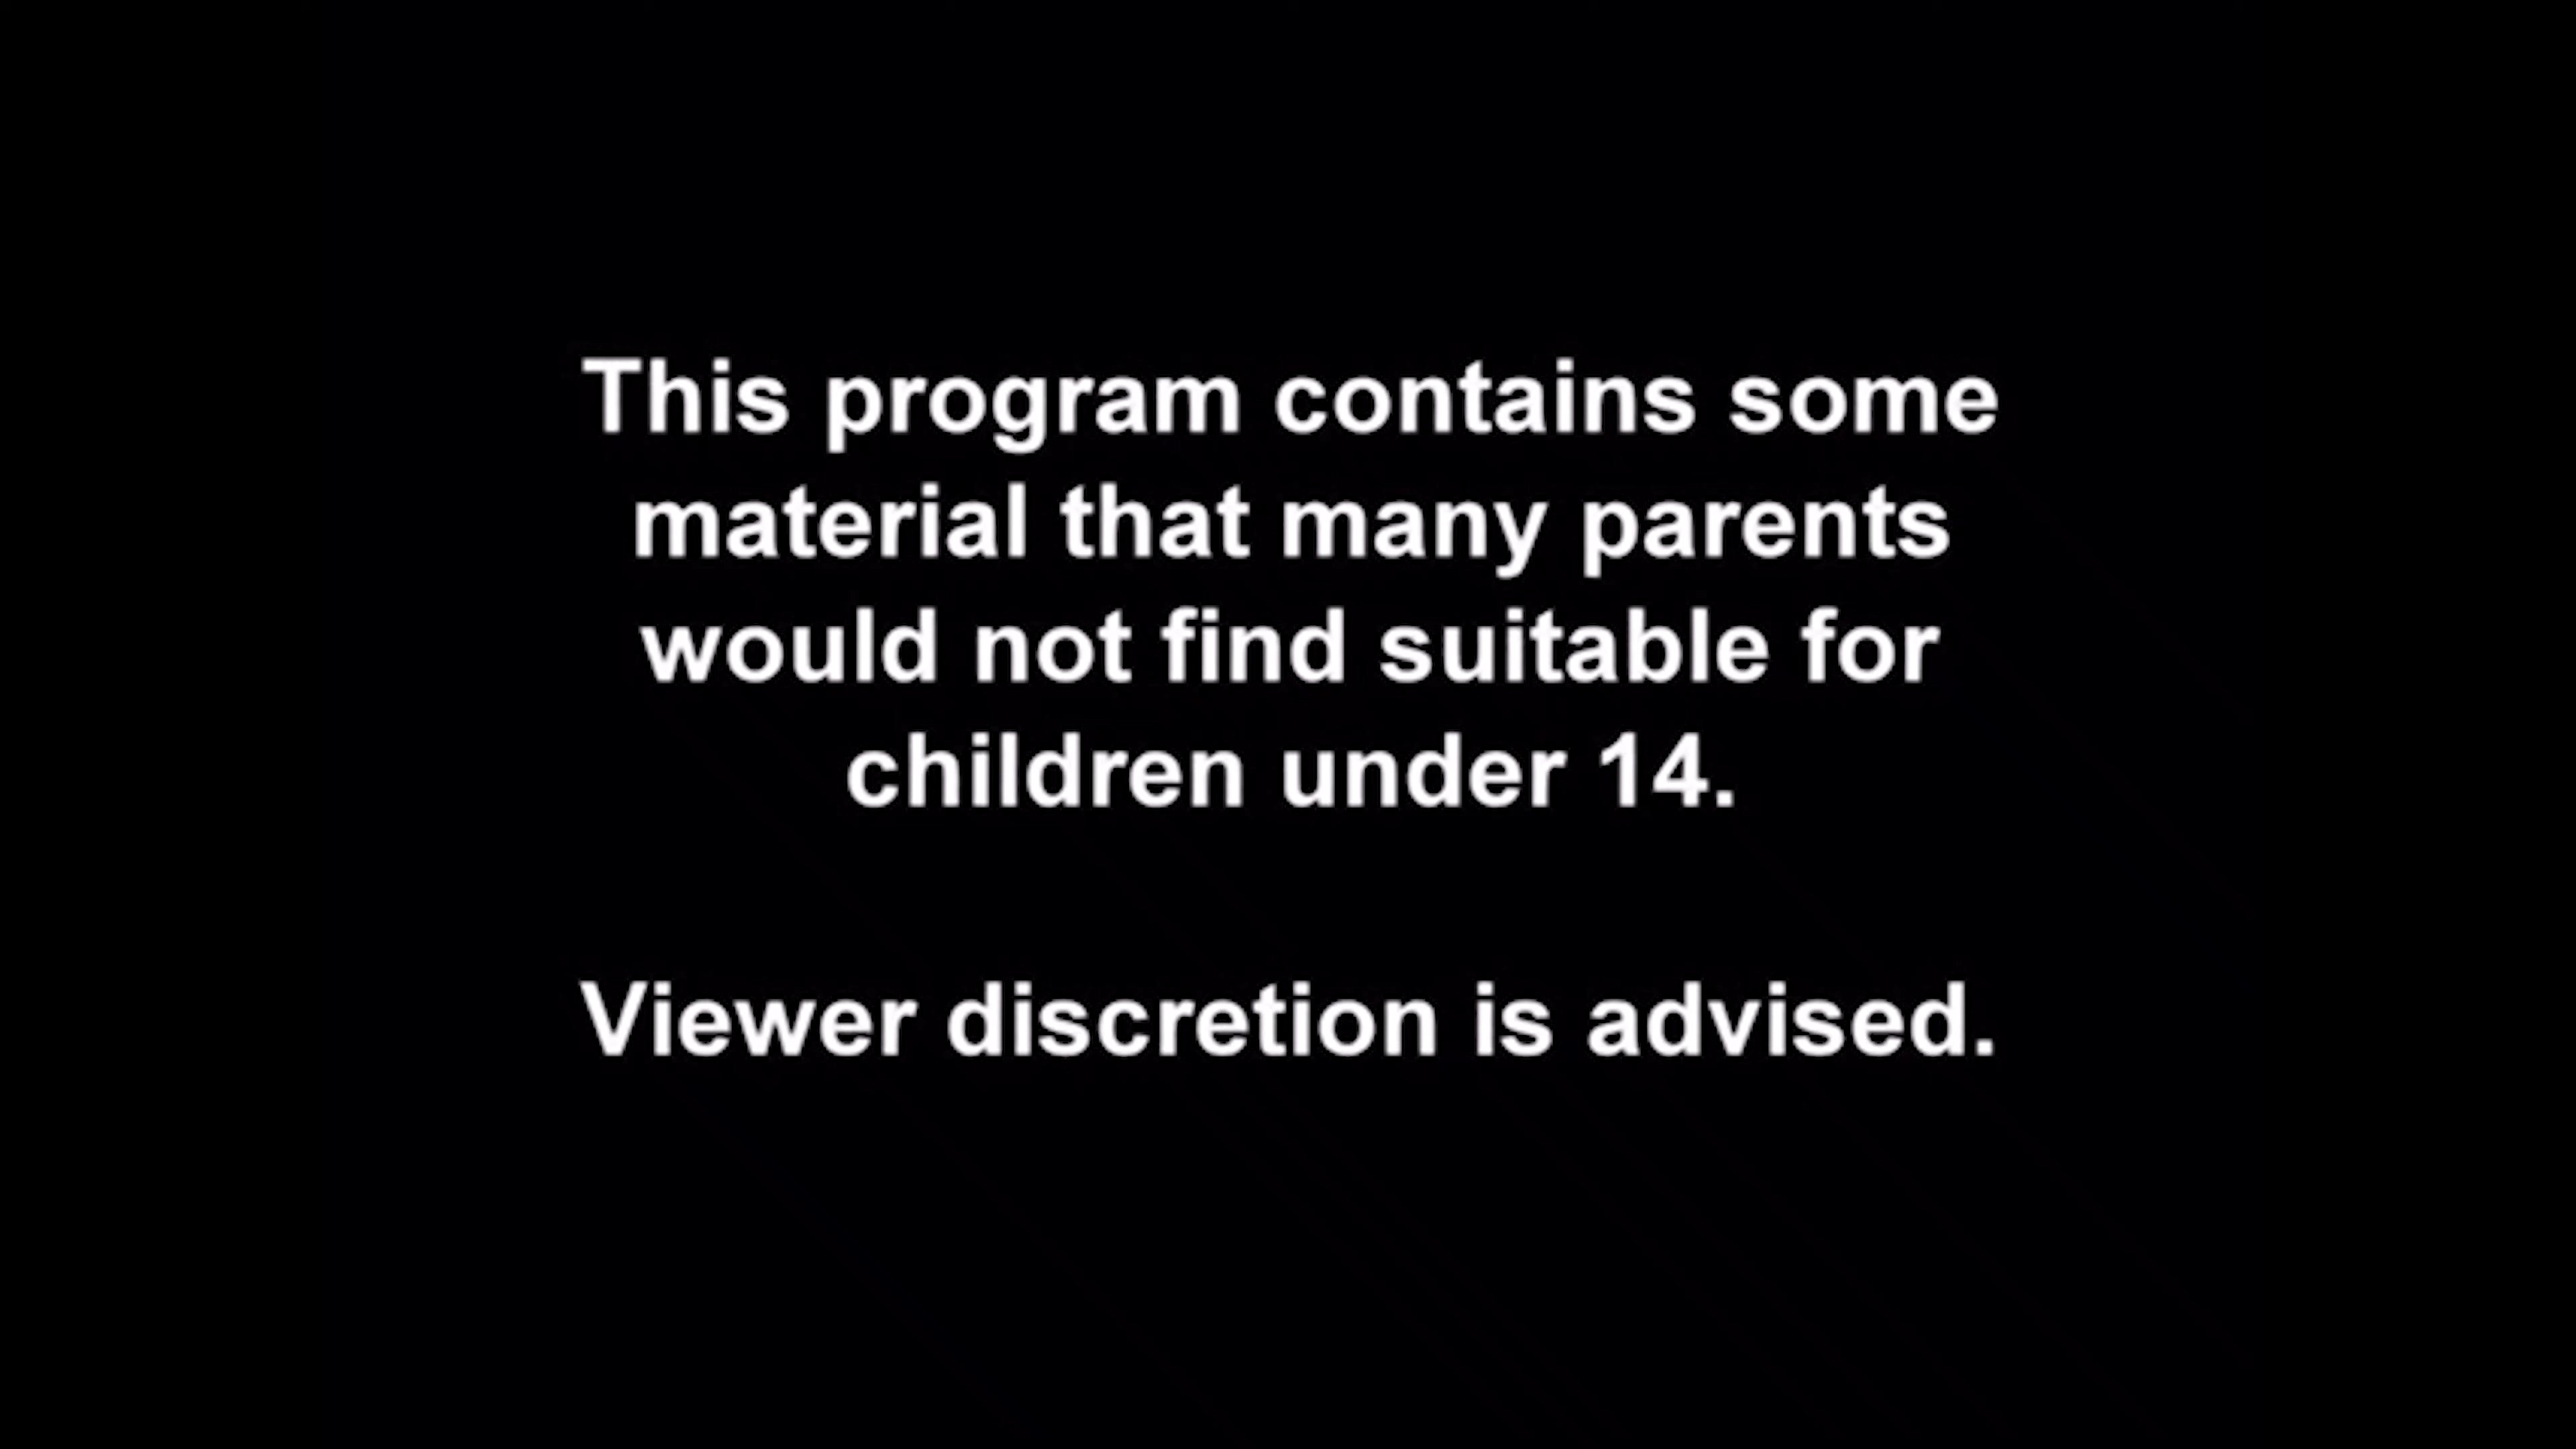 This program contains some
material that many parents
would not find suitable for
children under 14.
Viewer discretion is advised.